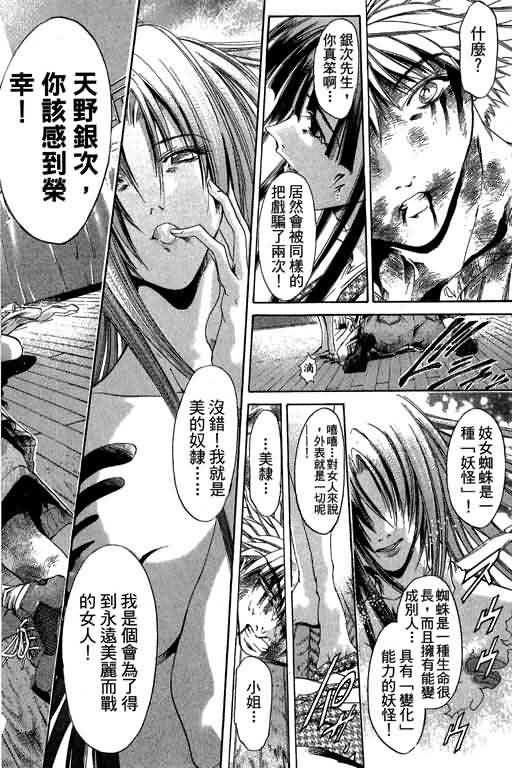 什麼？
銀次先生，
你真笨啊…
居然會被同樣的
把戲騙了兩次！
滴
妓女蜘蛛是一
種「妖怪」！
蜘蛛是一種生命很
長，而且擁有能變
成別人…具有「變化」
能力的妖怪！
嘻嘻…對女人來說
，外表就是一切呢
…美隸
小姐…
天野銀次，
你該感到榮
幸！
沒錯！我就是
美的奴隸……
我是個會為了得
到永遠美麗而戰
的女人！